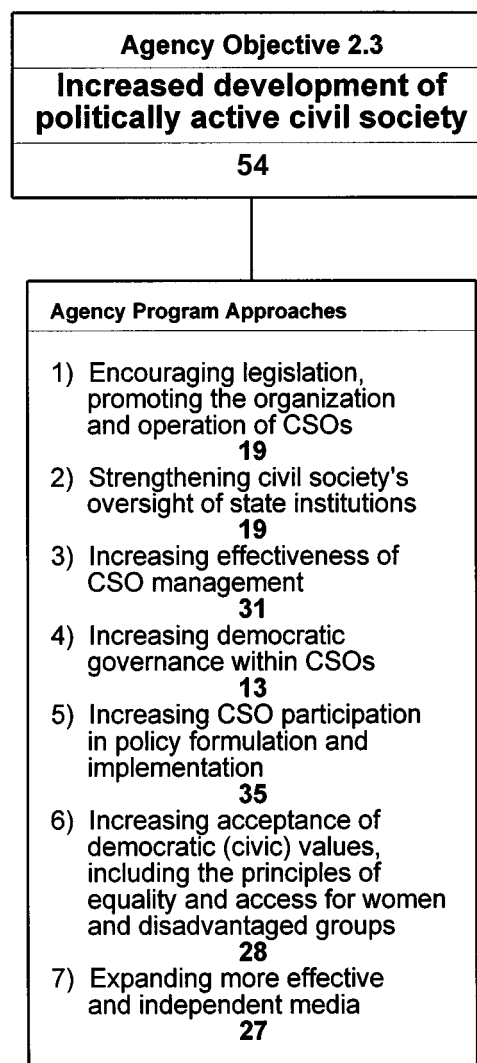 Agency Objective 2.3
Increased development of
politically active civil society
54
Agency Program Approaches
1) Encouraging legislation,
promoting the organization
and operation of CSOs
19
2) Strengthening civil society's
oversight of state institutions
19
3) Increasing effectiveness of
CSO management
31
4) Increasing democratic
governance within CSOs
13
5) Increasing CSO participation
in policy formulation and
implementation
35
6) Increasing acceptance of
democratic (civic) values,
including the principles of
equality and access for women
and disadvantaged groups
28
7) Expanding more effective
and independent media
27